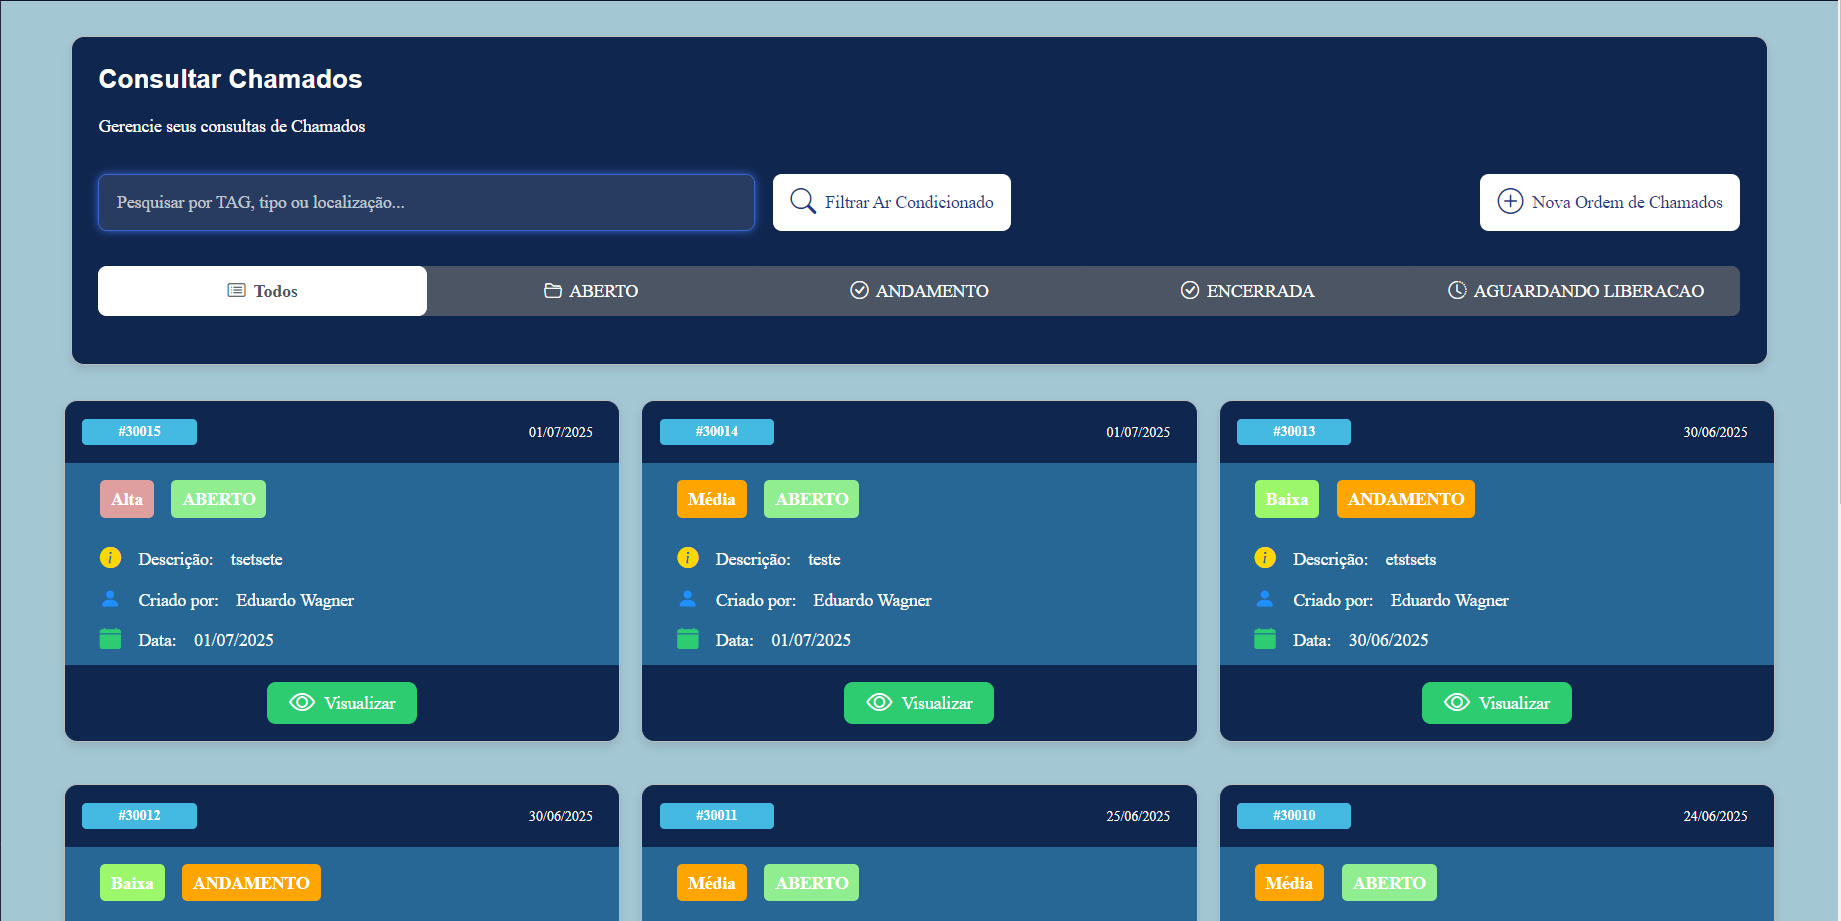 Consultar Chamados
Gerencie seus consultas de Chamados
Pesquisar por TAG, tipo ou localização...
Filtrar Ar Condicionado
Nova Ordem de Chamados
Todos
ABERTO
ANDAMENTO
ENCERRADA
AGUARDANDO LIBERACAO
#30015
01/07/2025
Alta
ABERTO
Descrição: tsetsete
Criado por: Eduardo Wagner
Data: 01/07/2025
Visualizar
#30014
01/07/2025
Média
ABERTO
Descrição: teste
Criado por: Eduardo Wagner
Data: 01/07/2025
Visualizar
#30013
30/06/2025
Baixa
ANDAMENTO
Descrição: etstsets
Criado por: Eduardo Wagner
Data: 30/06/2025
Visualizar
#30012
30/06/2025
Baixa
ANDAMENTO
#30011
25/06/2025
Média
ABERTO
#30010
24/06/2025
Média
ABERTO